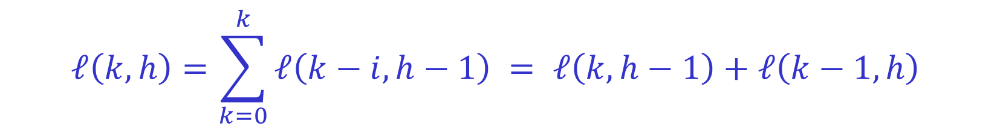 ℓ(k, h) = ∑_{k=0}^{k} ℓ(k − i, h − 1) = ℓ(k, h − 1) + ℓ(k − 1, h)